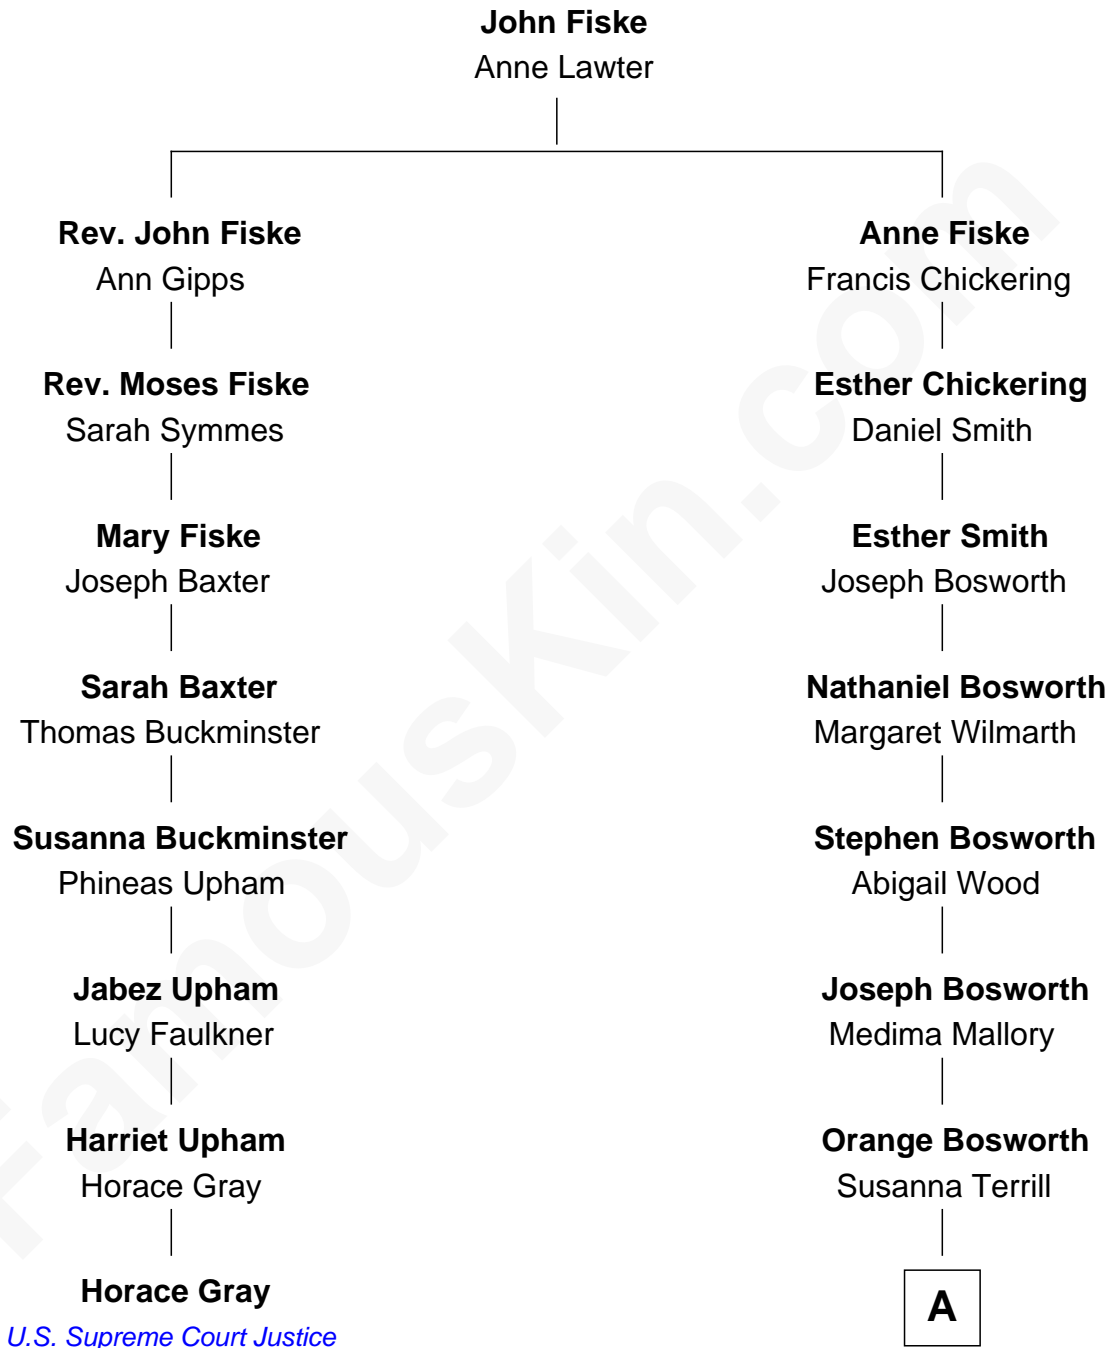 John Fiske
Anne Lawter
Rev. John Fiske
Ann Gipps
Anne Fiske
Francis Chickering
Rev. Moses Fiske
Sarah Symmes
Esther Chickering
Daniel Smith
Mary Fiske
Joseph Baxter
Esther Smith
Joseph Bosworth
Sarah Baxter
Thomas Buckminster
Nathaniel Bosworth
Margaret Wilmarth
Susanna Buckminster
Phineas Upham
Stephen Bosworth
Abigail Wood
Jabez Upham
Lucy Faulkner
Joseph Bosworth
Medima Mallory
Harriet Upham
Horace Gray
Orange Bosworth
Susanna Terrill
Horace Gray
U.S. Supreme Court Justice
A
FamousKin.com